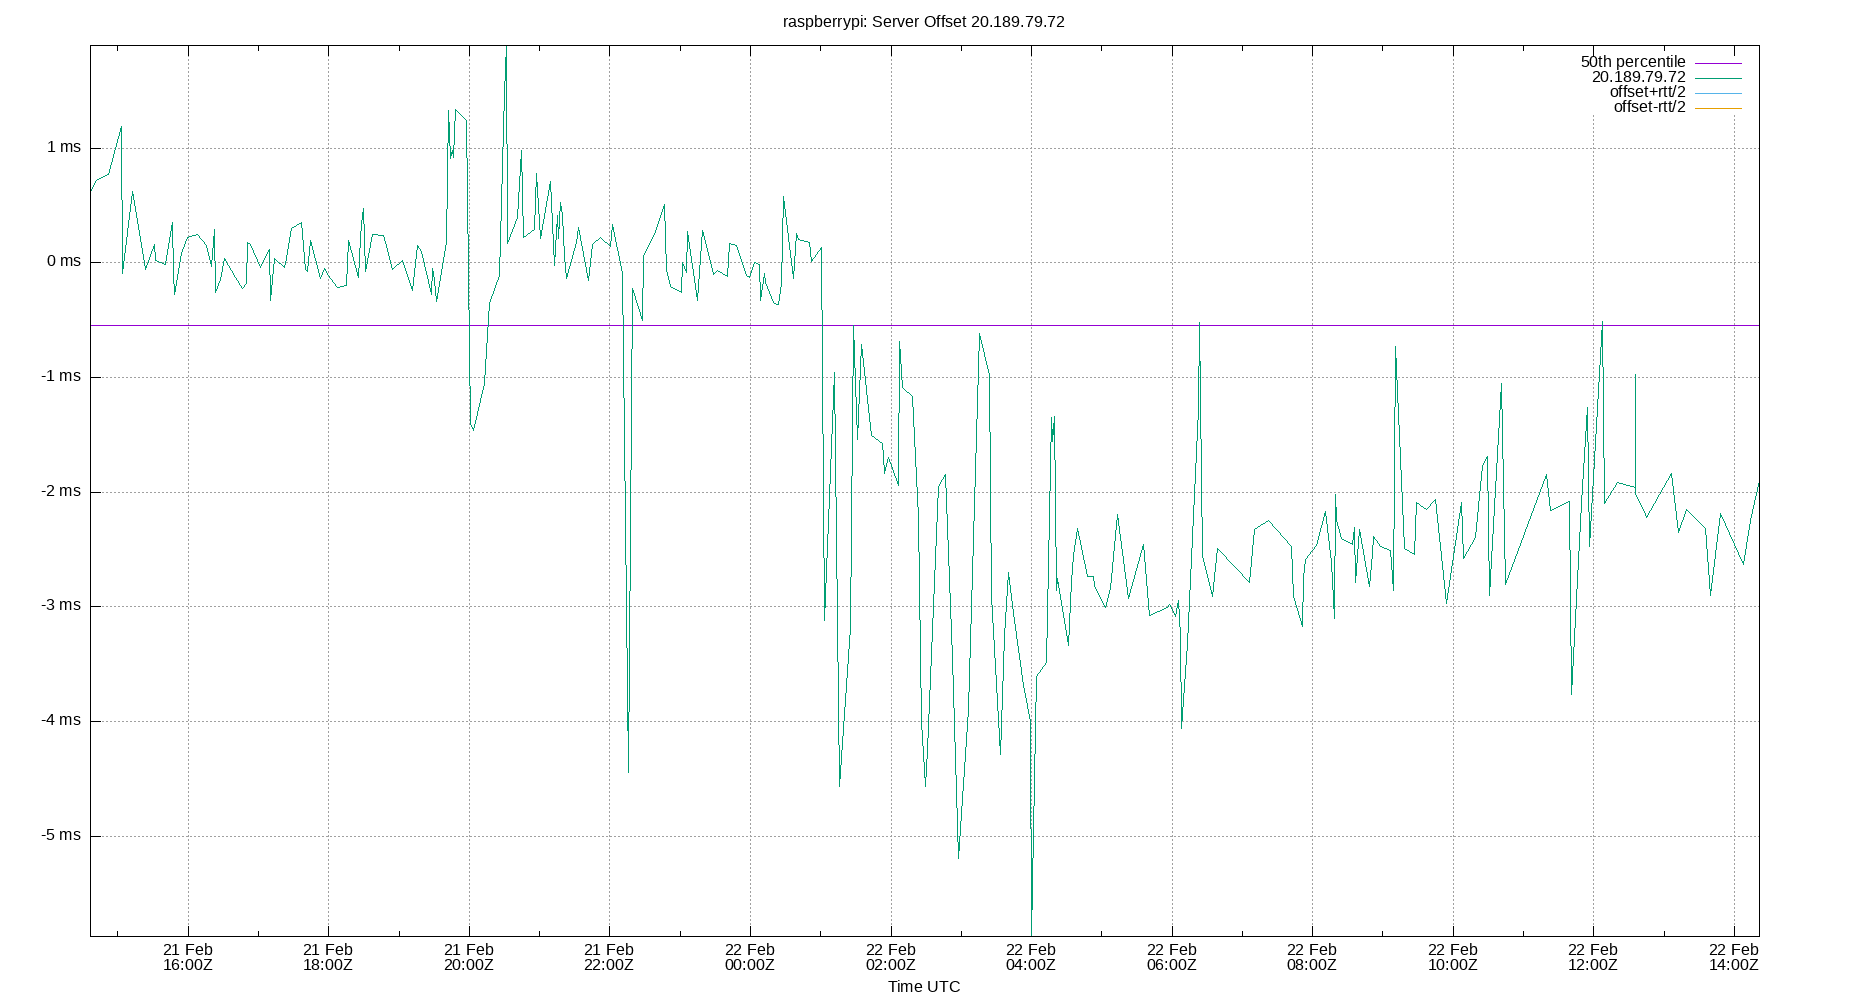 raspberrypi: Server Offset 20.189.79.72
50th percentile
20.189.79.72
offset+rtt/2
offset-rtt/2
1 ms
0 ms
-1 ms
-2 ms
-3 ms
-4 ms
-5 ms
21 Feb 21 Feb 21 Feb 21 Feb 22 Feb 22 Feb 22 Feb 22 Feb 22 Feb 22 Feb 22 Feb 22 Feb
16:00Z 18:00Z 20:00Z 22:00Z 00:00Z 02:00Z 04:00Z 06:00Z 08:00Z 10:00Z 12:00Z 14:00Z
Time UTC